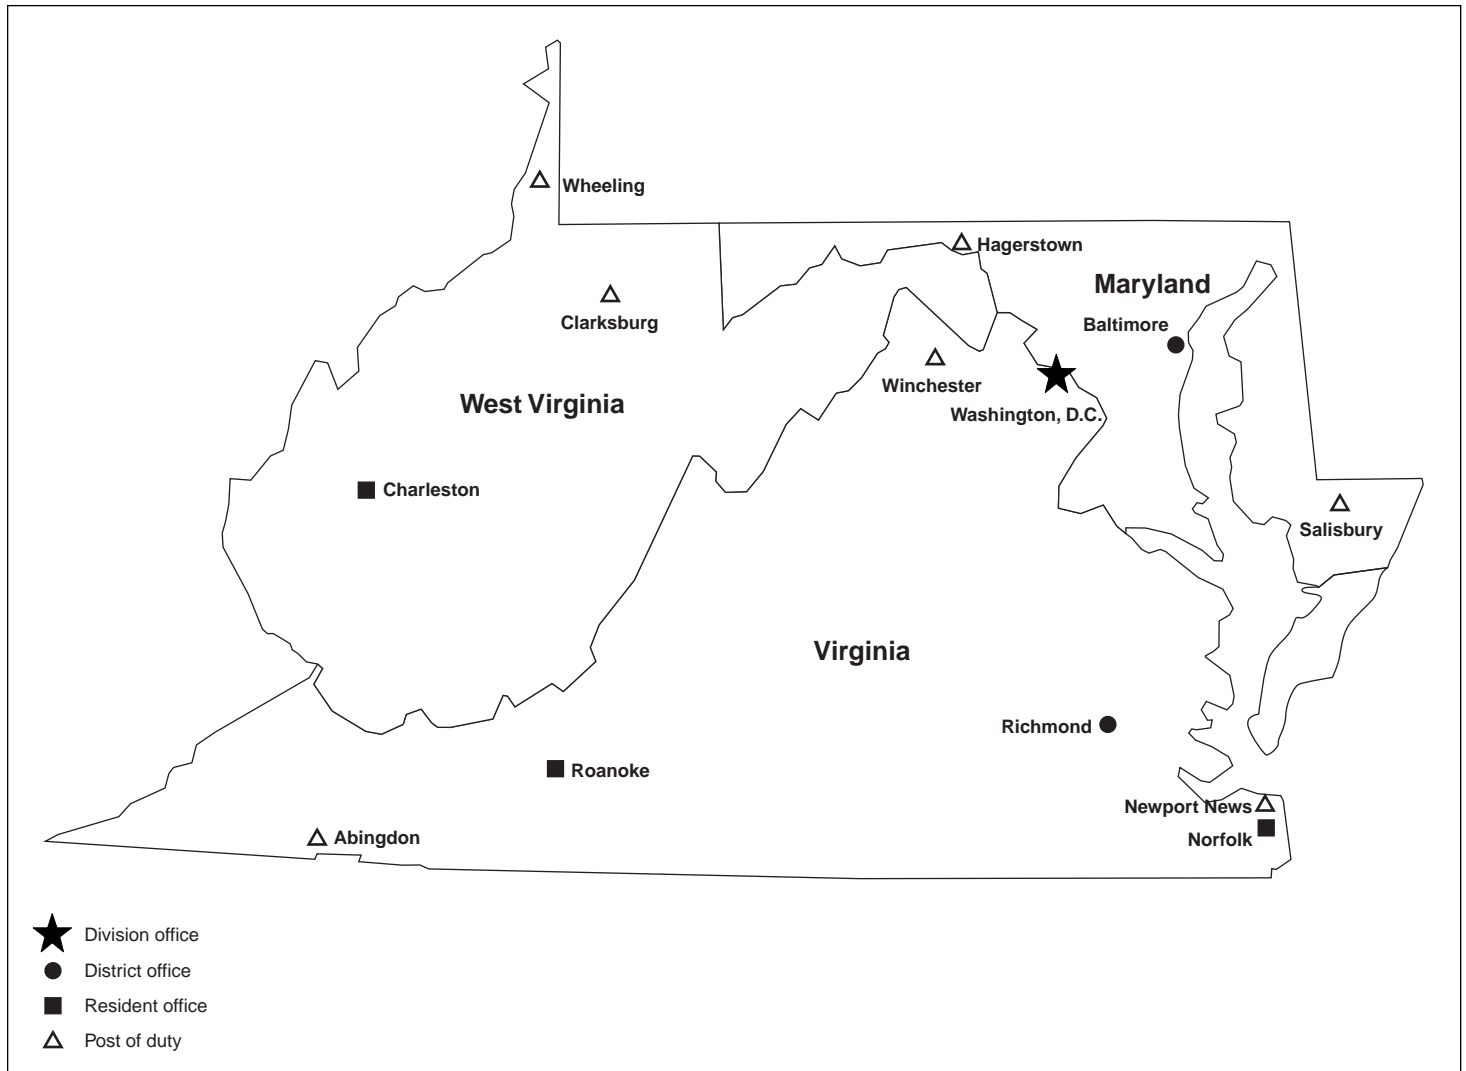 Wheeling
Hagerstown
Maryland
Clarksburg
Baltimore
Winchester
West Virginia
Washington, D.C.
Charleston
Salisbury
Virginia
Richmond
Roanoke
Newport News
Abingdon
Norfolk
Division office
District office
Resident office
Post of duty